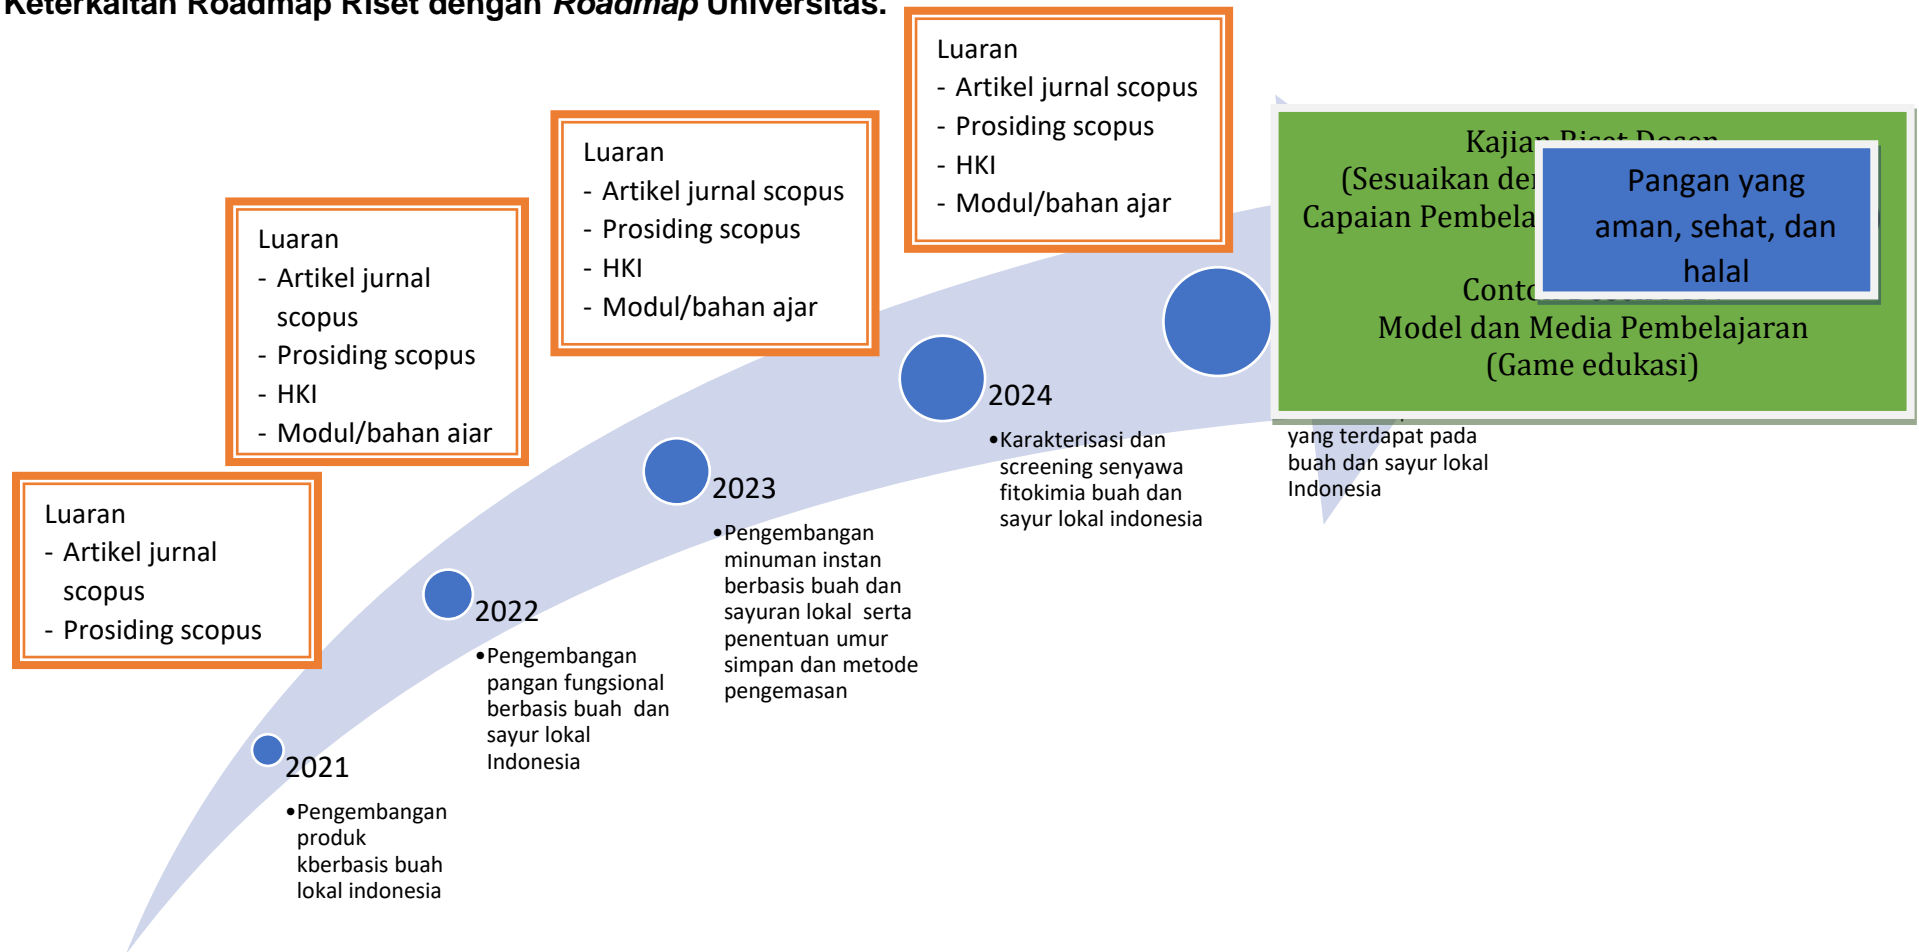 Keterkaitan Roadmap Riset dengan Roadmap Universitas.
Luaran
- Artikel jurnal
scopus
- Prosiding scopus
Luaran
- Artikel jurnal
scopus
- Prosiding scopus
- HKI
- Modul/bahan ajar
Luaran
- Artikel jurnal scopus
- Prosiding scopus
- HKI
- Modul/bahan ajar
Luaran
- Artikel jurnal scopus
- Prosiding scopus
- HKI
- Modul/bahan ajar
2021
•Pengembangan
produk
kberbasis buah
lokal indonesia
2022
•Pengembangan
pangan fungsional
berbasis buah dan
sayur lokal
Indonesia
2023
•Pengembangan
minuman instan
berbasis buah dan
sayuran lokal serta
penentuan umur
simpan dan metode
pengemasan
2024
•Karakterisasi dan
screening senyawa
fitokimia buah dan
sayur lokal indonesia
Kajian Riset Dosen
(Sesuaikan
Capaian
Model dan Media Pembelajaran
(Game edukasi)
Pangan yang
aman, sehat, dan
halal
yang terdapat pada
buah dan sayur lokal
Indonesia